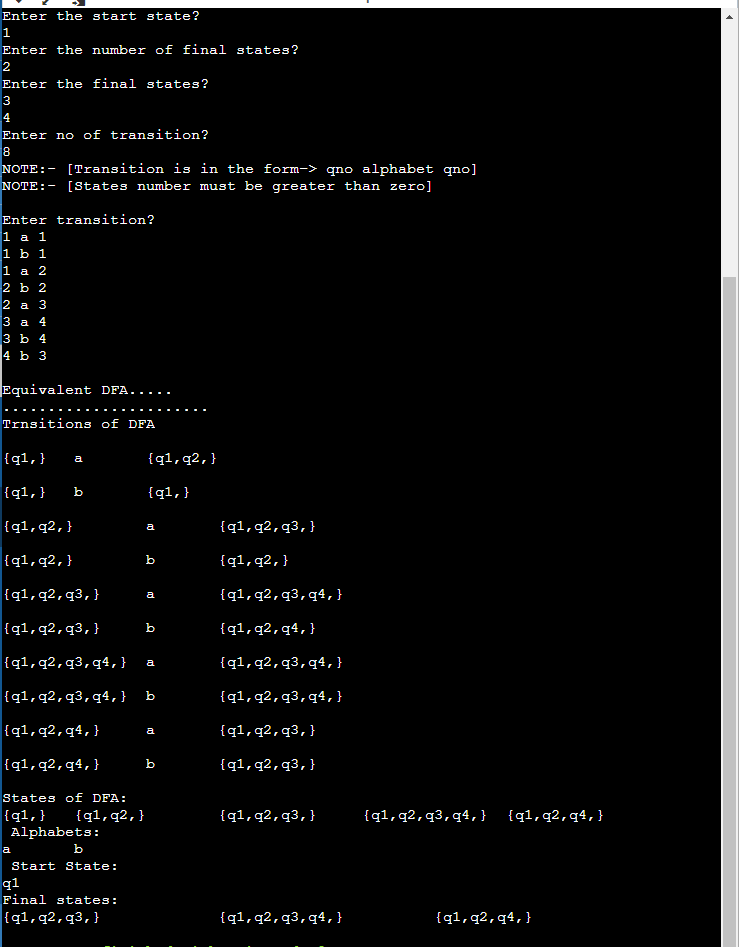 Enter the start state?
1
Enter the number of final states?
2
Enter the final states?
3
4
Enter no of transition?
8
NOTE:- [Transition is in the form-> qno alphabet qno]
NOTE:- [States number must be greater than zero]
Enter transition?
1 a 1
1 b 1
1 a 2
2 b 2
2 a 3
3 a 4
3 b 4
4 b 3
Equivalent DFA.....
.......................
Trnsitions of DFA
{q1,} a {q1,q2,}
{q1,} b {q1,}
{q1,q2,} a {q1,q2,q3,}
{q1,q2,} b {q1,q2,}
{q1,q2,q3,} a {q1,q2,q3,q4,}
{q1,q2,q3,} b {q1,q2,q4,}
{q1,q2,q3,q4,} a {q1,q2,q3,q4,}
{q1,q2,q3,q4,} b {q1,q2,q3,q4,}
{q1,q2,q4,} a {q1,q2,q3,}
{q1,q2,q4,} b {q1,q2,q3,}
States of DFA:
{q1,} {q1,q2,} {q1,q2,q3,} {q1,q2,q3,q4,} {q1,q2,q4,}
Alphabets:
a b
Start State:
q1
Final states:
{q1,q2,q3,} {q1,q2,q3,q4,} {q1,q2,q4,}